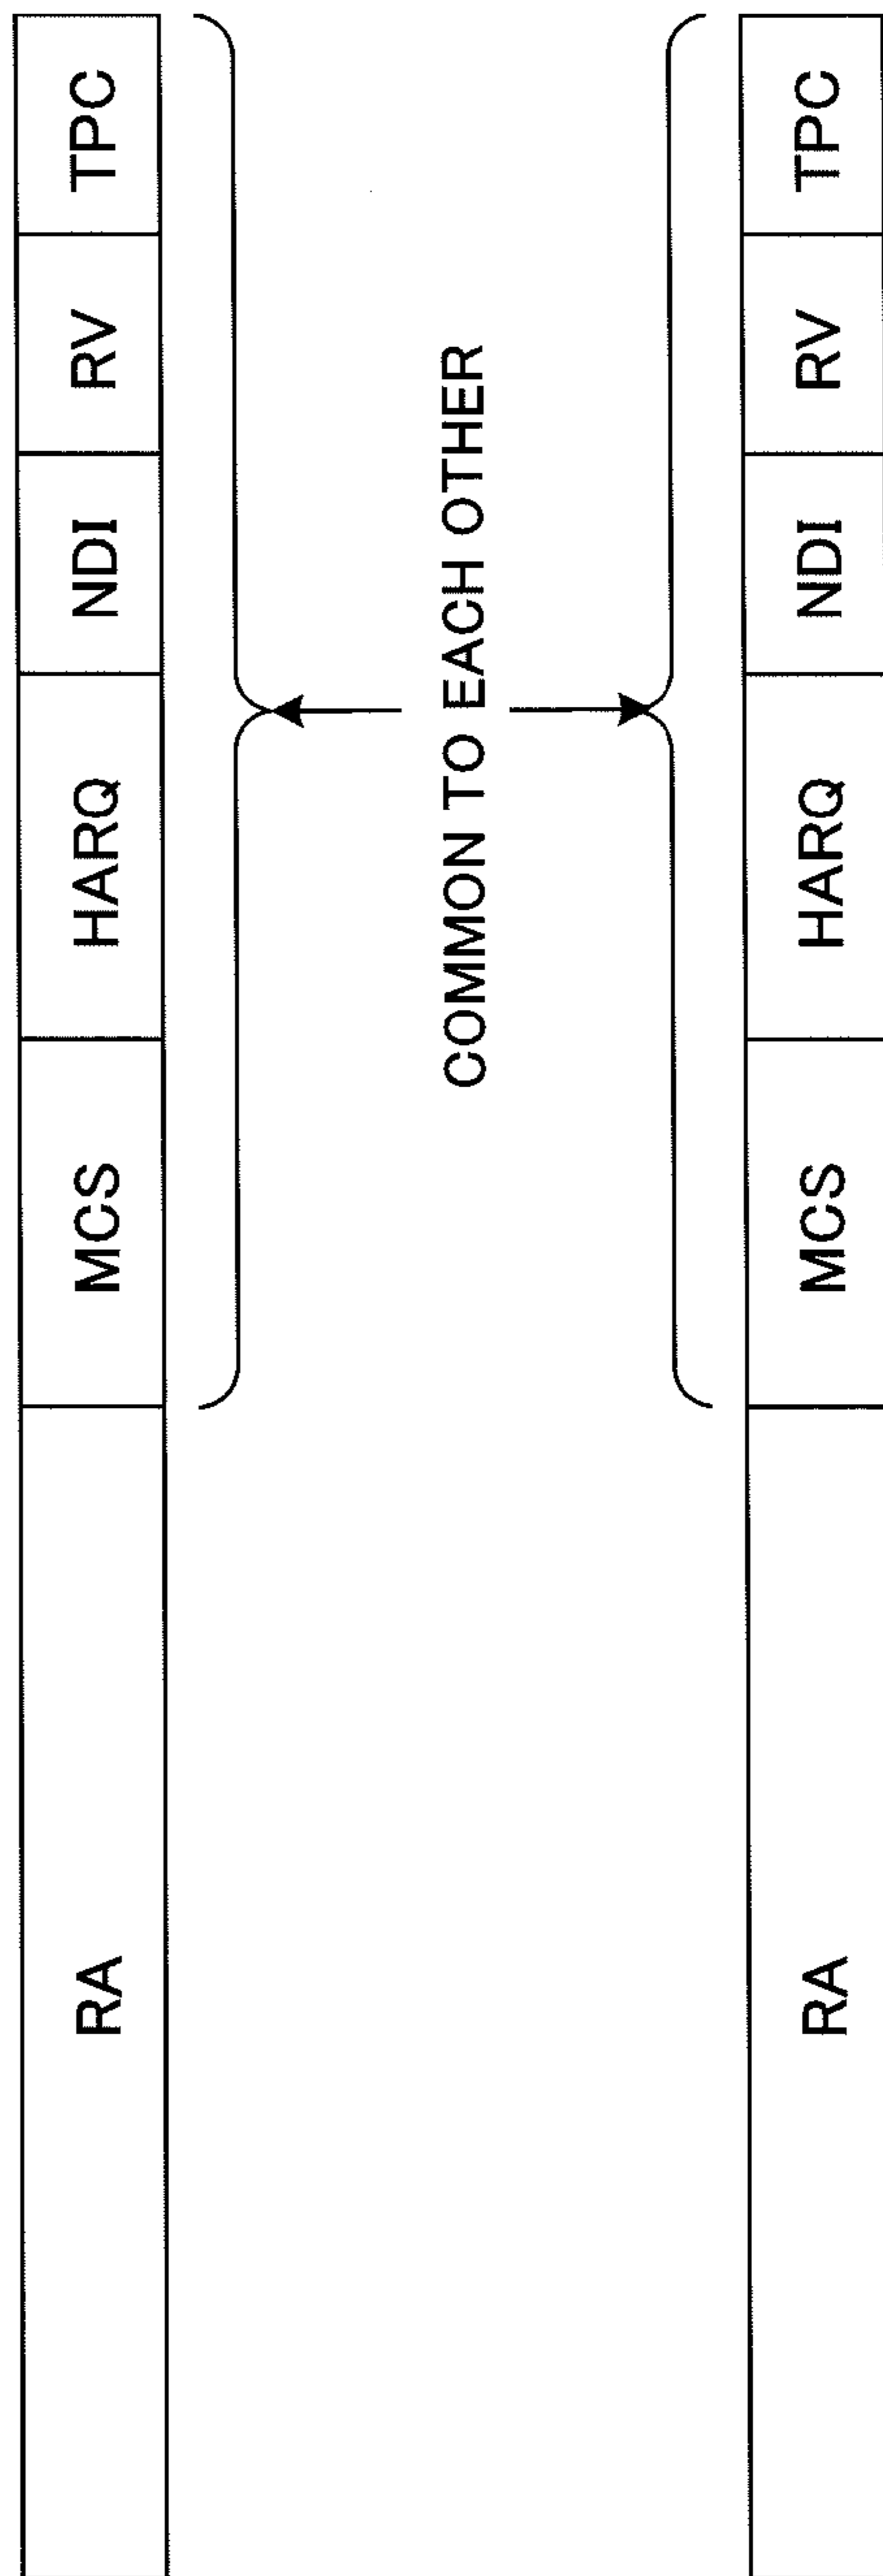 RA MCS HARQ NDI RV TPC
COMMON TO EACH OTHER
RA MCS HARQ NDI RV TPC